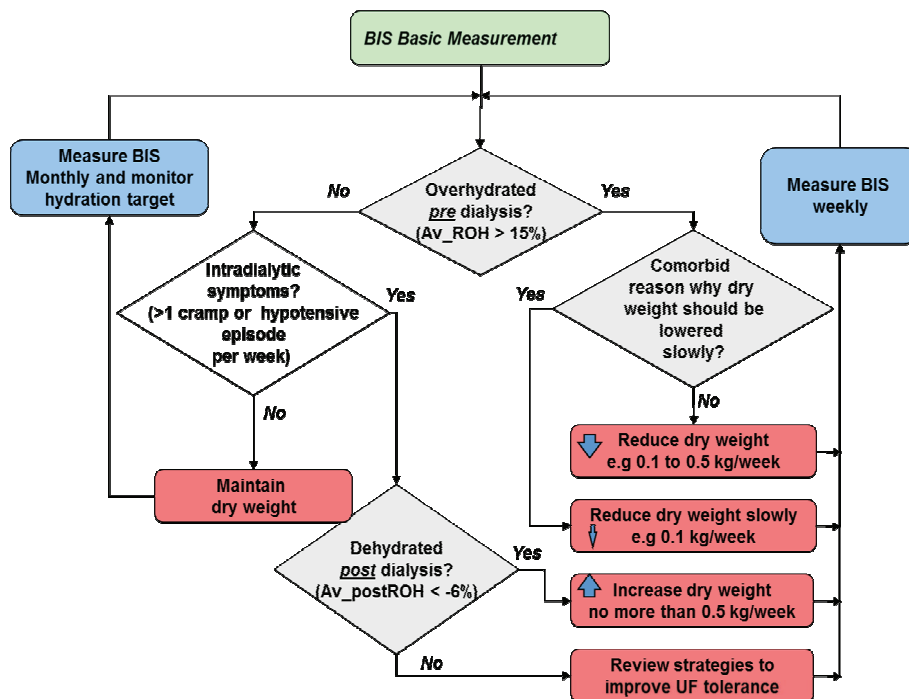 BIS Basic Measurement
Measure BIS
Monthly and monitor
hydration target
No
Overhydrated
pre dialysis?
(Av_ROH > 15%)
Yes
Measure BIS
weekly
Intradialytic
symptoms?
(>1 cramp or hypotensive
episode
per week)
Yes
No
Yes
Comorbid
reason why dry
weight should be
lowered
slowly?
No
Maintain
dry weight
Reduce dry weight
e.g 0.1 to 0.5 kg/week
Reduce dry weight slowly
e.g 0.1 kg/week
Dehydrated
post dialysis?
(Av_postROH < -6%)
Yes
Increase dry weight
no more than 0.5 kg/week
No
Review strategies to
improve UF tolerance